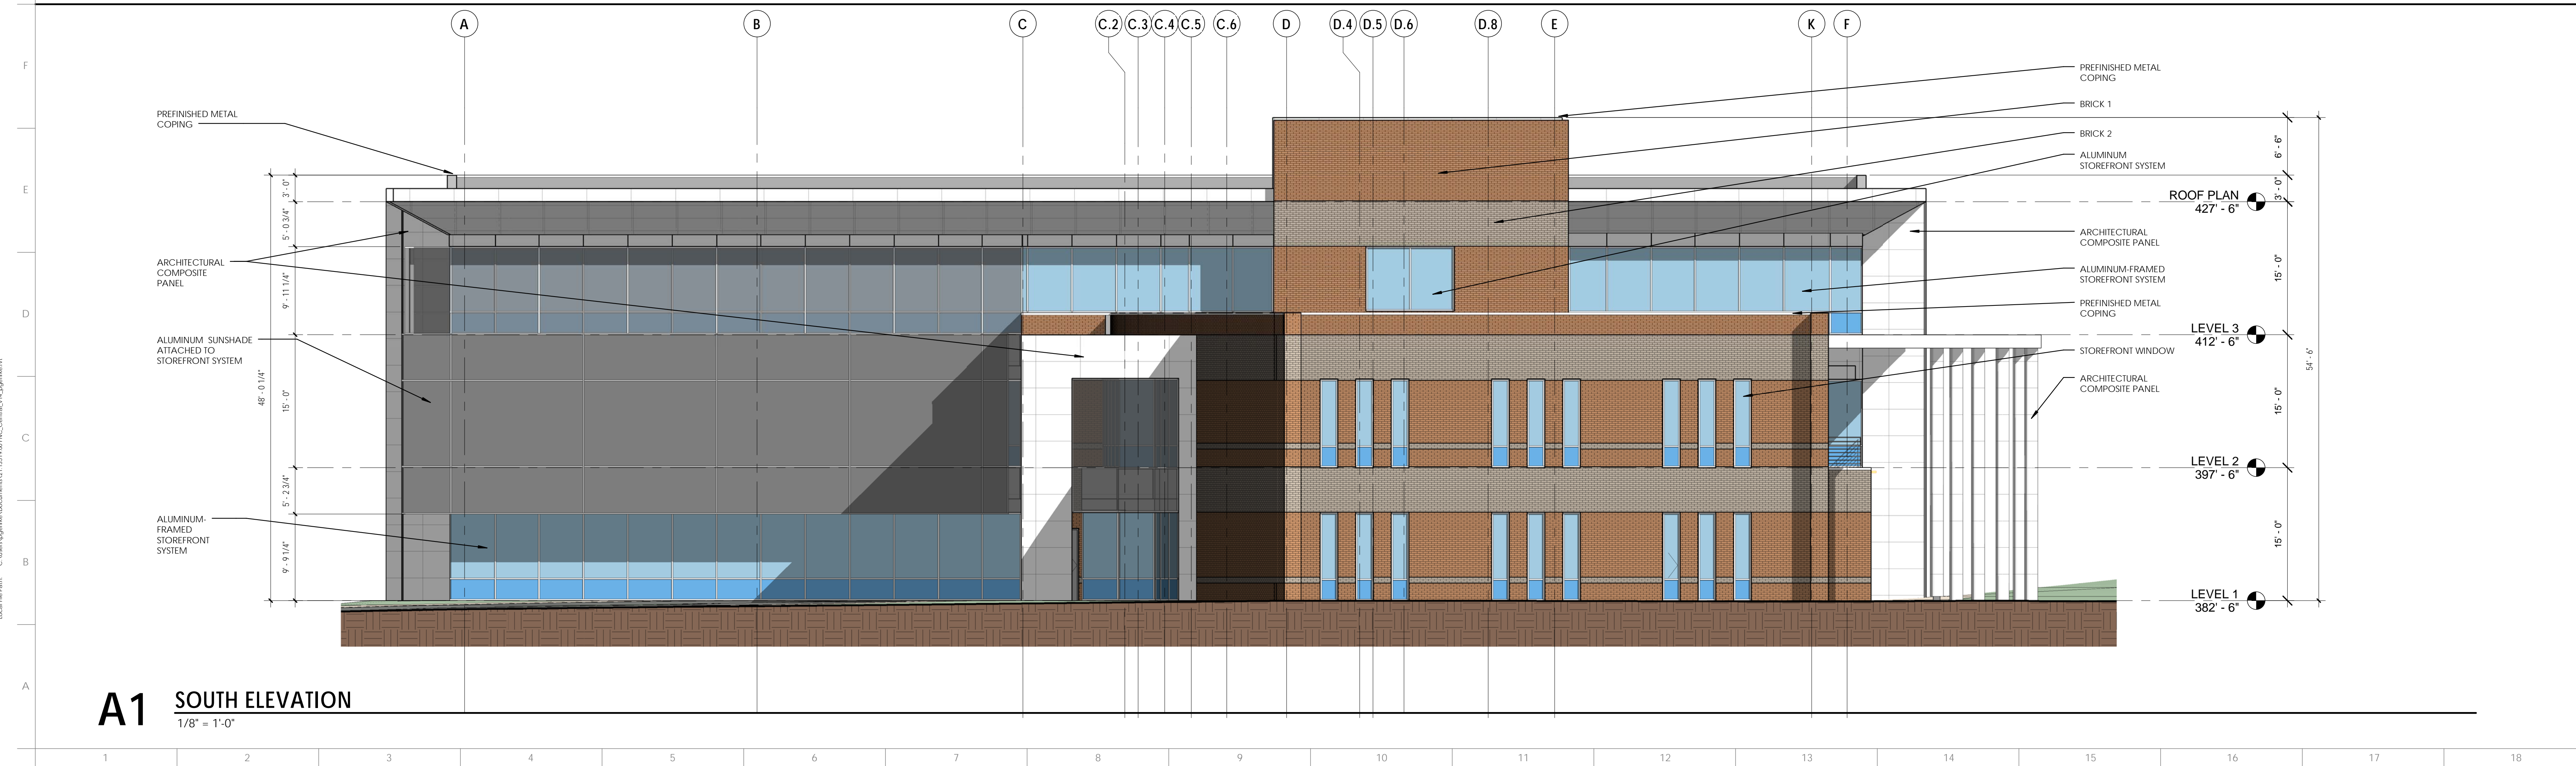 A
B
C
C.2
C.3
C.4
C.5
C.6
D
D.4
D.5
D.6
D.8
E
K
F
F
E
D
C
B
A
PREFINISHED METAL
COPING
ARCHITECTURAL
COMPOSITE
PANEL
ALUMINUM SUNSHADE
ATTACHED TO
STOREFRONT SYSTEM
ALUMINUM-
FRAMED
STOREFRONT
SYSTEM
3' - 0"
5' - 0 3/4"
9' - 11 1/4"
15' - 0"
5' - 2 3/4"
9' - 9 1/4"
48' - 0 1/4"
PREFINISHED METAL
COPING
BRICK 1
BRICK 2
ALUMINUM
STOREFRONT SYSTEM
ARCHITECTURAL
COMPOSITE PANEL
ALUMINUM-FRAMED
STOREFRONT SYSTEM
PREFINISHED METAL
COPING
STOREFRONT WINDOW
ARCHITECTURAL
COMPOSITE PANEL
ROOF PLAN
427' - 6"
LEVEL 3
412' - 6"
LEVEL 2
397' - 6"
LEVEL 1
382' - 6"
6' - 6"
3' - 0"
15' - 0"
15' - 0"
15' - 0"
54' - 6"
A1
SOUTH ELEVATION
1/8" = 1'-0"
1
2
3
4
5
6
7
8
9
10
11
12
13
14
15
16
17
18